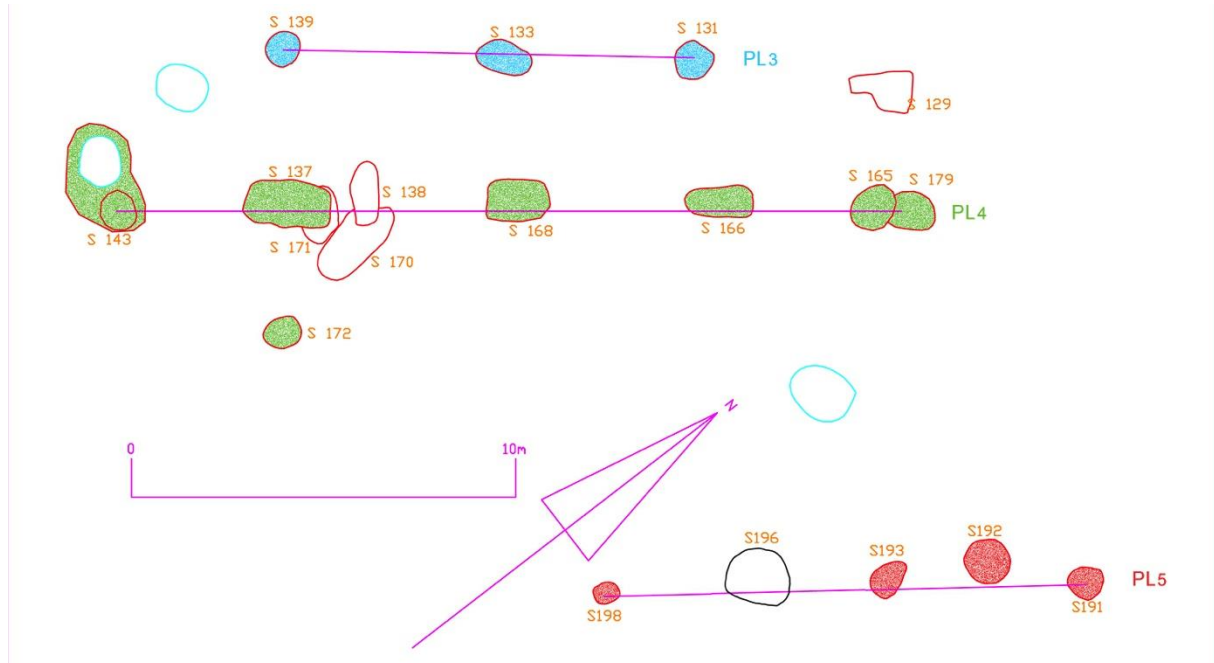 S 139
S 133
S 131
PL3
S 129
S 137
S 138
S 165
S 179
PL4
S 143
S 171
S 168
S 166
S 170
S 172
N
0
10m
S196
S193
S192
PL5
S198
S191